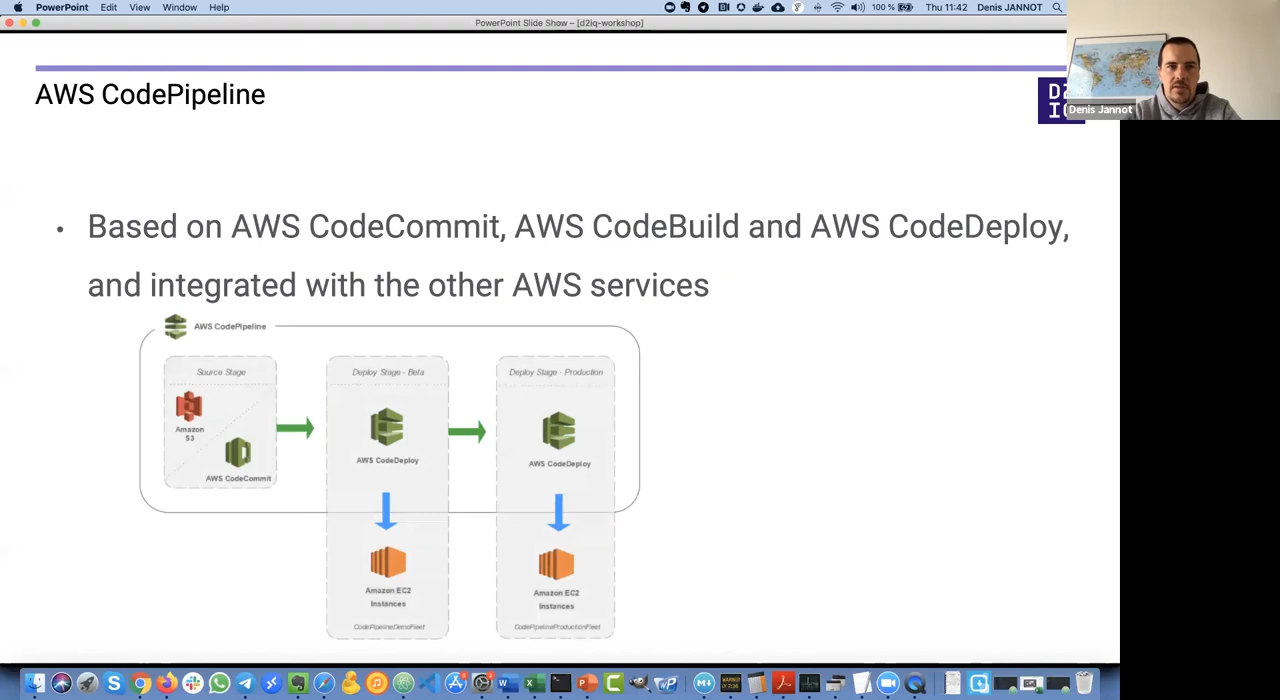 PowerPoint Edit View Window Help 100 % Thu 11:42 Denis JANNOT
PowerPoint Slide Show – [d2iq-workshop]
AWS CodePipeline
Denis Jannot
• Based on AWS CodeCommit, AWS CodeBuild and AWS CodeDeploy,
and integrated with the other AWS services
AWS CodePipeline
Source Stage
Amazon
S3
AWS CodeCommit
Deploy Stage - Beta
AWS CodeDeploy
Amazon EC2
Instances
CodePipelineDemoFleet
Deploy Stage - Production
AWS CodeDeploy
Amazon EC2
Instances
CodePipelineProductionFleet